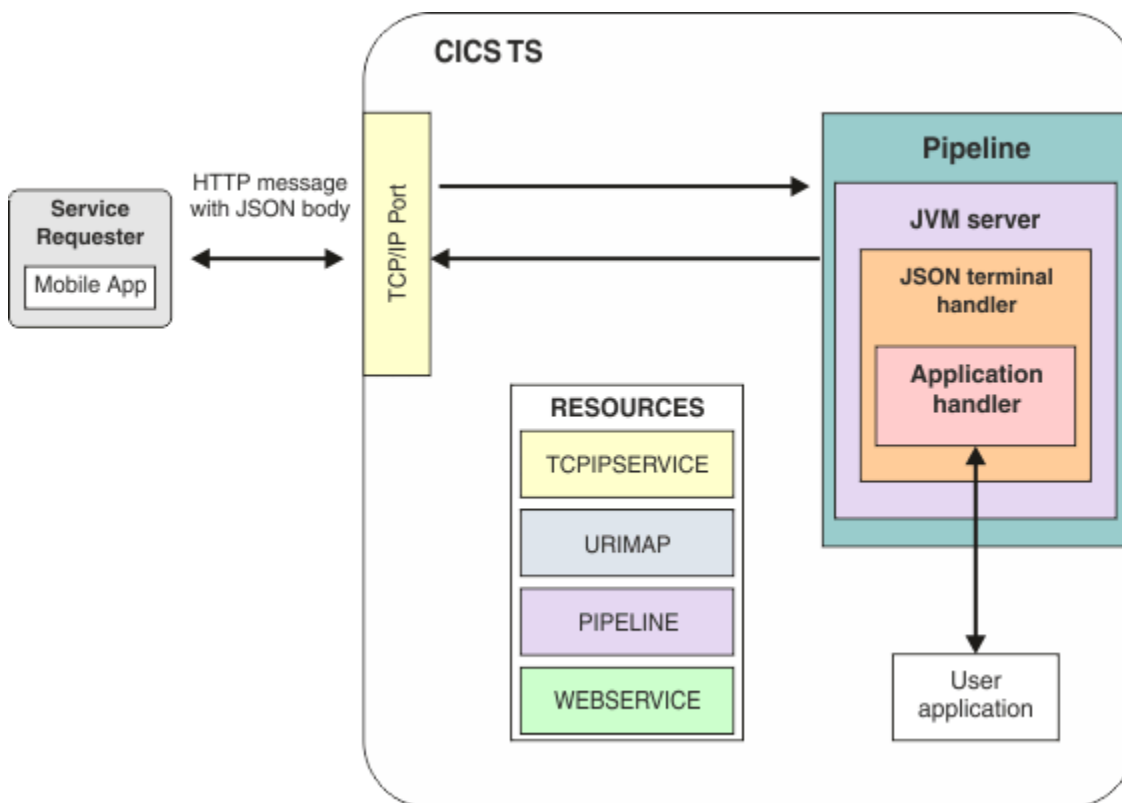 CICS TS
HTTP message
with JSON body
Service
Requester
Mobile App
TCP/IP Port
Pipeline
JVM server
JSON terminal
handler
Application
handler
RESOURCES
TCPIPSERVICE
URIMAP
PIPELINE
WEBSERVICE
User
application